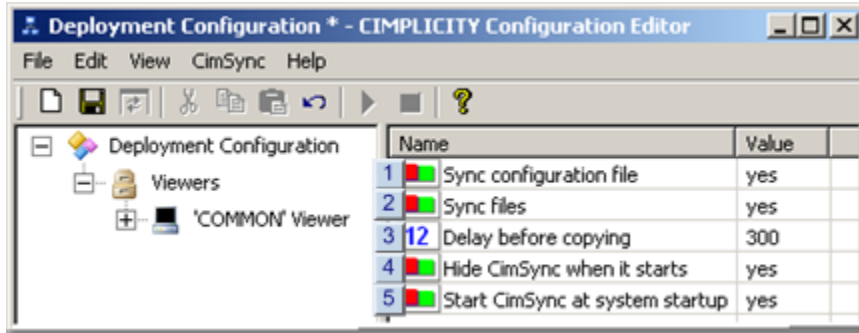 Deployment Configuration * - CIMPLICITY Configuration Editor
File Edit View CimSync Help
Deployment Configuration
Viewers
'COMMON' Viewer
Name Value
1 Sync configuration file yes
2 Sync files yes
3 12 Delay before copying 300
4 Hide CimSync when it starts yes
5 Start CimSync at system startup yes